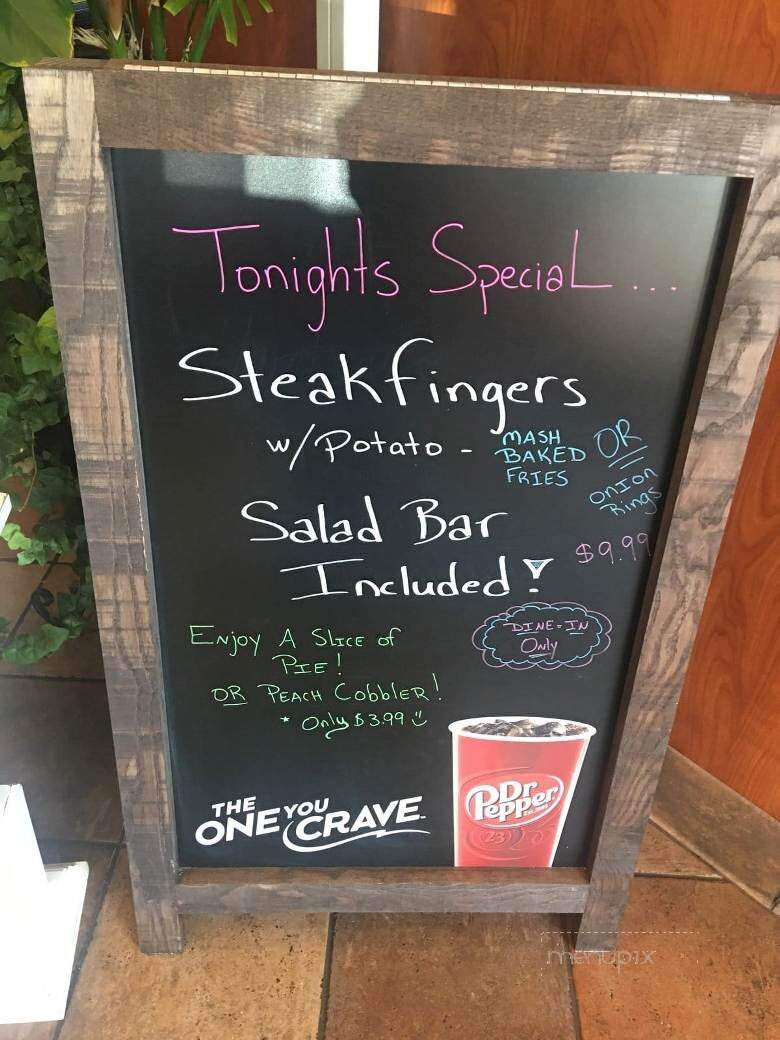 Tonights Special...
Steakfingers
w/Potato - MASH BAKED FRIES OR Onion Rings
Salad Bar
Included!
$9.99
DINE-IN
Only
Enjoy A Slice of
PIE!
OR PEACH CobblER!
* Only $3.99
THE
ONE YOU CRAVE
Dr Pepper
23
menupix